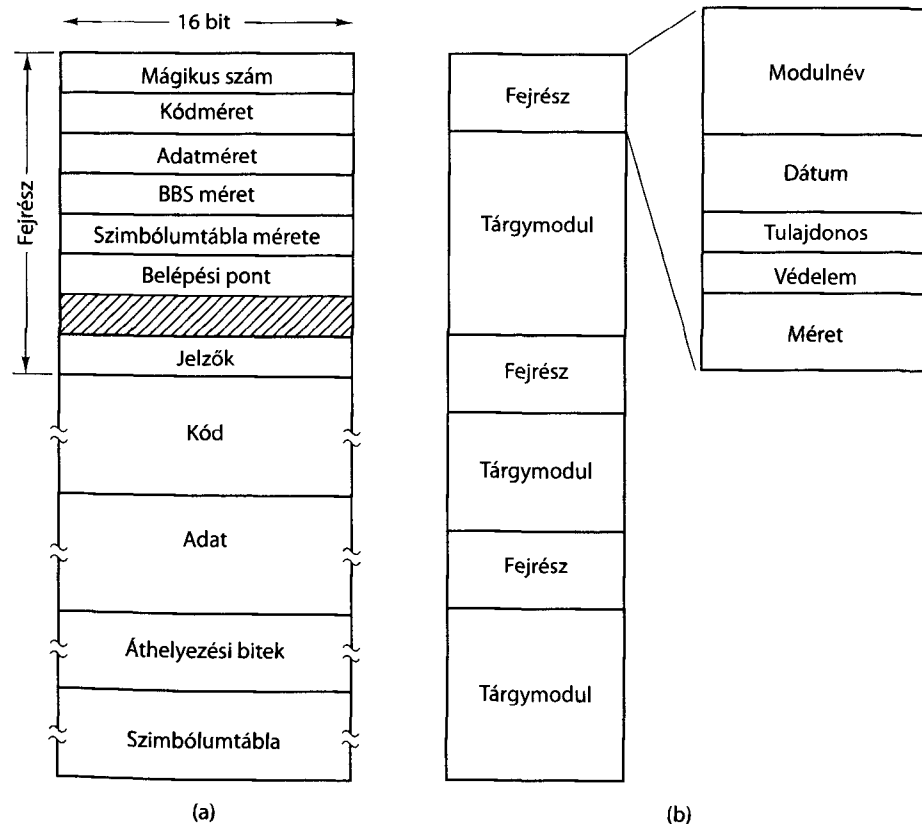 16 bit
Fejrész
Mágikus szám
Kódméret
Adatméret
BBS méret
Szimbólumtábla mérete
Belépési pont
Jelzők
Kód
Adat
Áthelyezési bitek
Szimbólumtábla
(a)
Fejrész
Tárgymodul
Fejrész
Tárgymodul
Fejrész
Tárgymodul
Modulnév
Dátum
Tulajdonos
Védelem
Méret
(b)